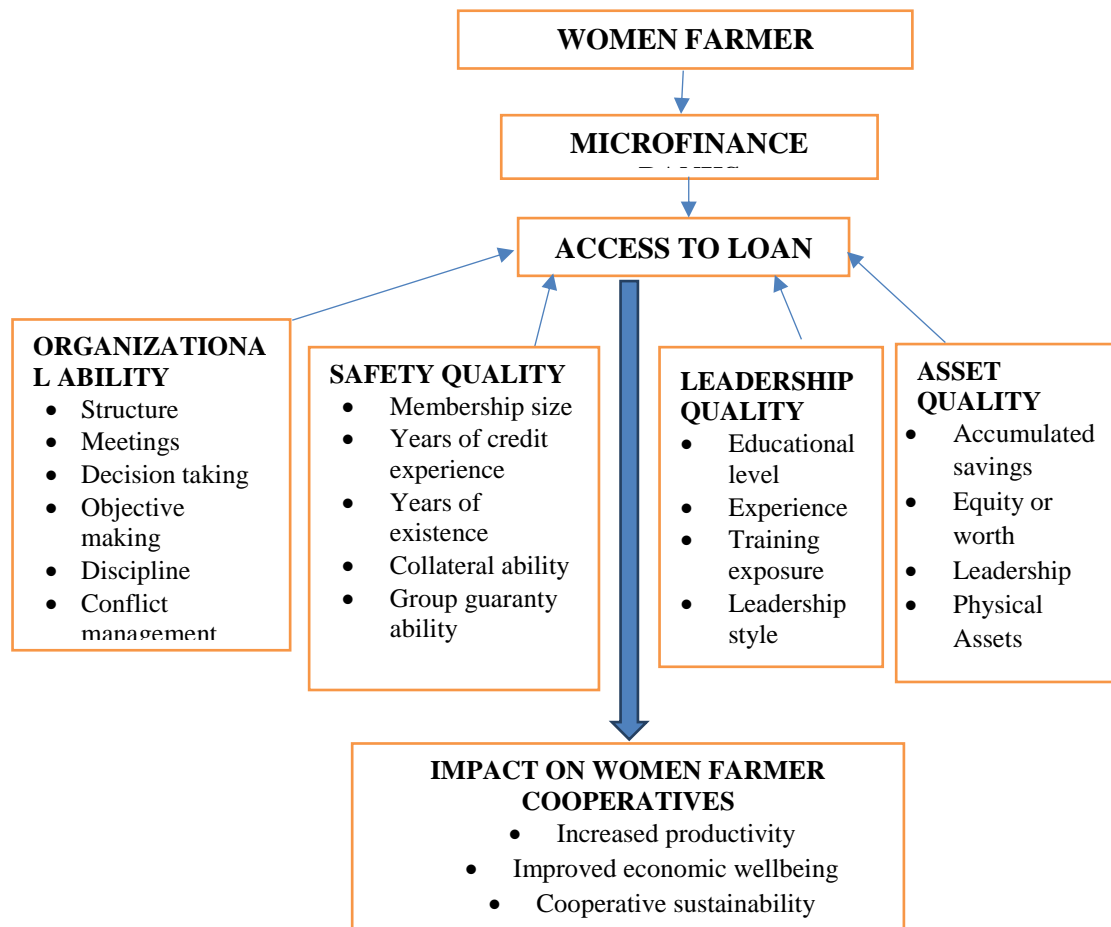 WOMEN FARMER
MICROFINANCE
ACCESS TO LOAN
ORGANIZATIONA
L ABILITY
• Structure
• Meetings
• Decision taking
• Objective
making
• Discipline
• Conflict
management
SAFETY QUALITY
• Membership size
• Years of credit
experience
• Years of
existence
• Collateral ability
• Group guaranty
ability
LEADERSHIP
QUALITY
• Educational
level
• Experience
• Training
exposure
• Leadership
style
ASSET
QUALITY
• Accumulated
savings
• Equity or
worth
• Leadership
• Physical
Assets
IMPACT ON WOMEN FARMER
COOPERATIVES
• Increased productivity
• Improved economic wellbeing
• Cooperative sustainability